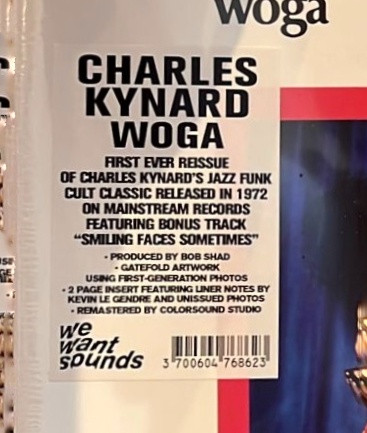 woga
CHARLES
KYNARD
WOGA
FIRST EVER REISSUE
OF CHARLES KYNARD'S JAZZ FUNK
CULT CLASSIC RELEASED IN 1972
ON MAINSTREAM RECORDS
FEATURING BONUS TRACK
"SMILING FACES SOMETIMES"
• PRODUCED BY BOB SHAD
• GATEFOLD ARTWORK
USING FIRST-GENERATION PHOTOS
• 2 PAGE INSERT FEATURING LINER NOTES BY
KEVIN LE GENDRE AND UNISSUED PHOTOS
• REMASTERED BY COLORSOUND STUDIO
we
want
sounds
3 700604 768623